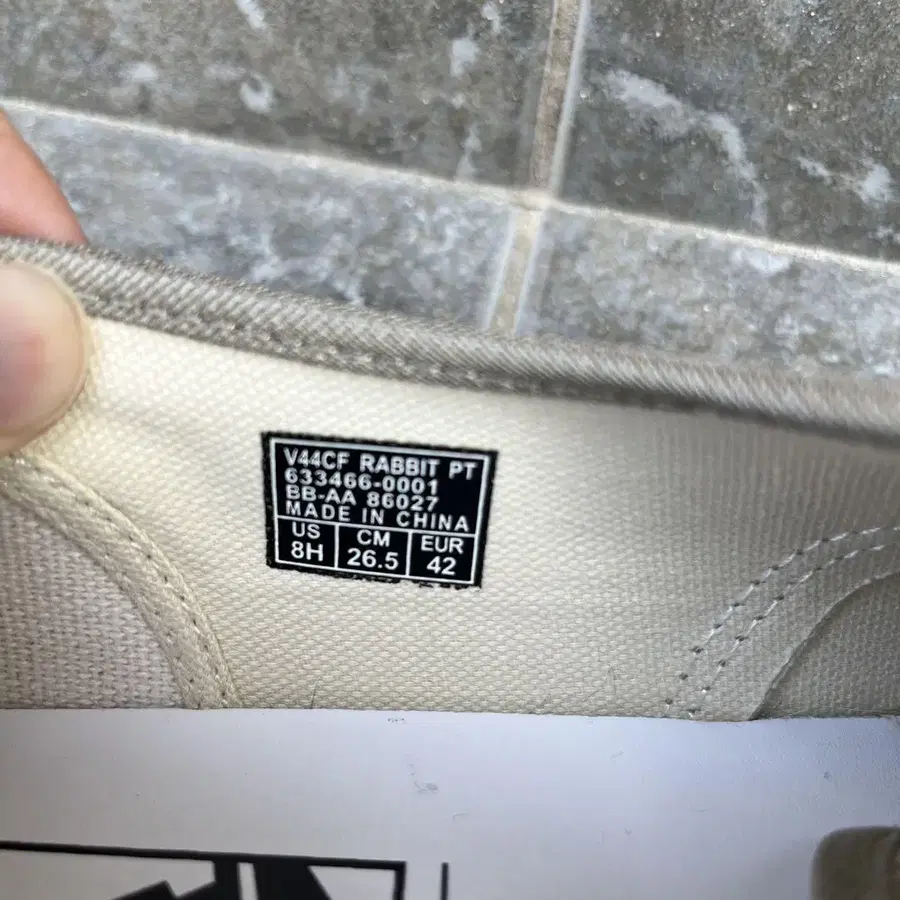 V44CF RABBIT PT
633466-0001
BB-AA 86027
MADE IN CHINA
US CM EUR
8H 26.5 42